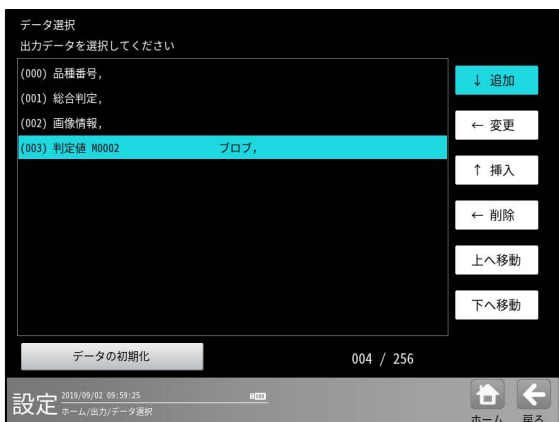 データ選択
出力データを選択してください
(000) 品種番号,
(001) 総合判定,
(002) 画像情報,
(003) 判定値 M0002 ブロブ,
↓ 追加
← 変更
↑ 挿入
← 削除
上へ移動
下へ移動
データの初期化
004 / 256
設定
2019/09/02 09:59:25
ホーム/出力/データ選択
ホーム
戻る